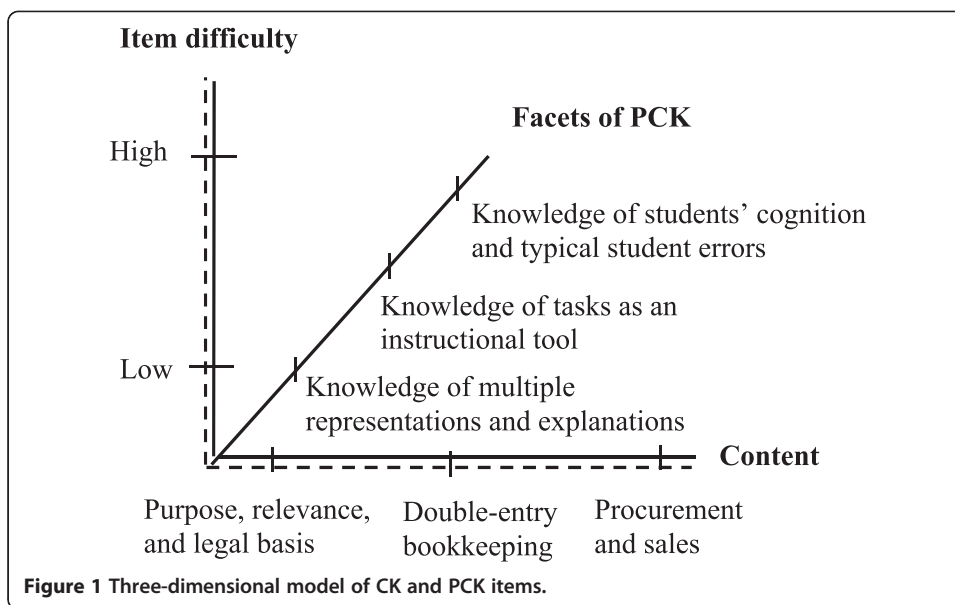 Item difficulty
Facets of PCK
High
Knowledge of students’ cognition
and typical student errors
Knowledge of tasks as an
instructional tool
Low
Knowledge of multiple
representations and explanations
Content
Purpose, relevance,
and legal basis
Double-entry
bookkeeping
Procurement
and sales
Figure 1 Three-dimensional model of CK and PCK items.